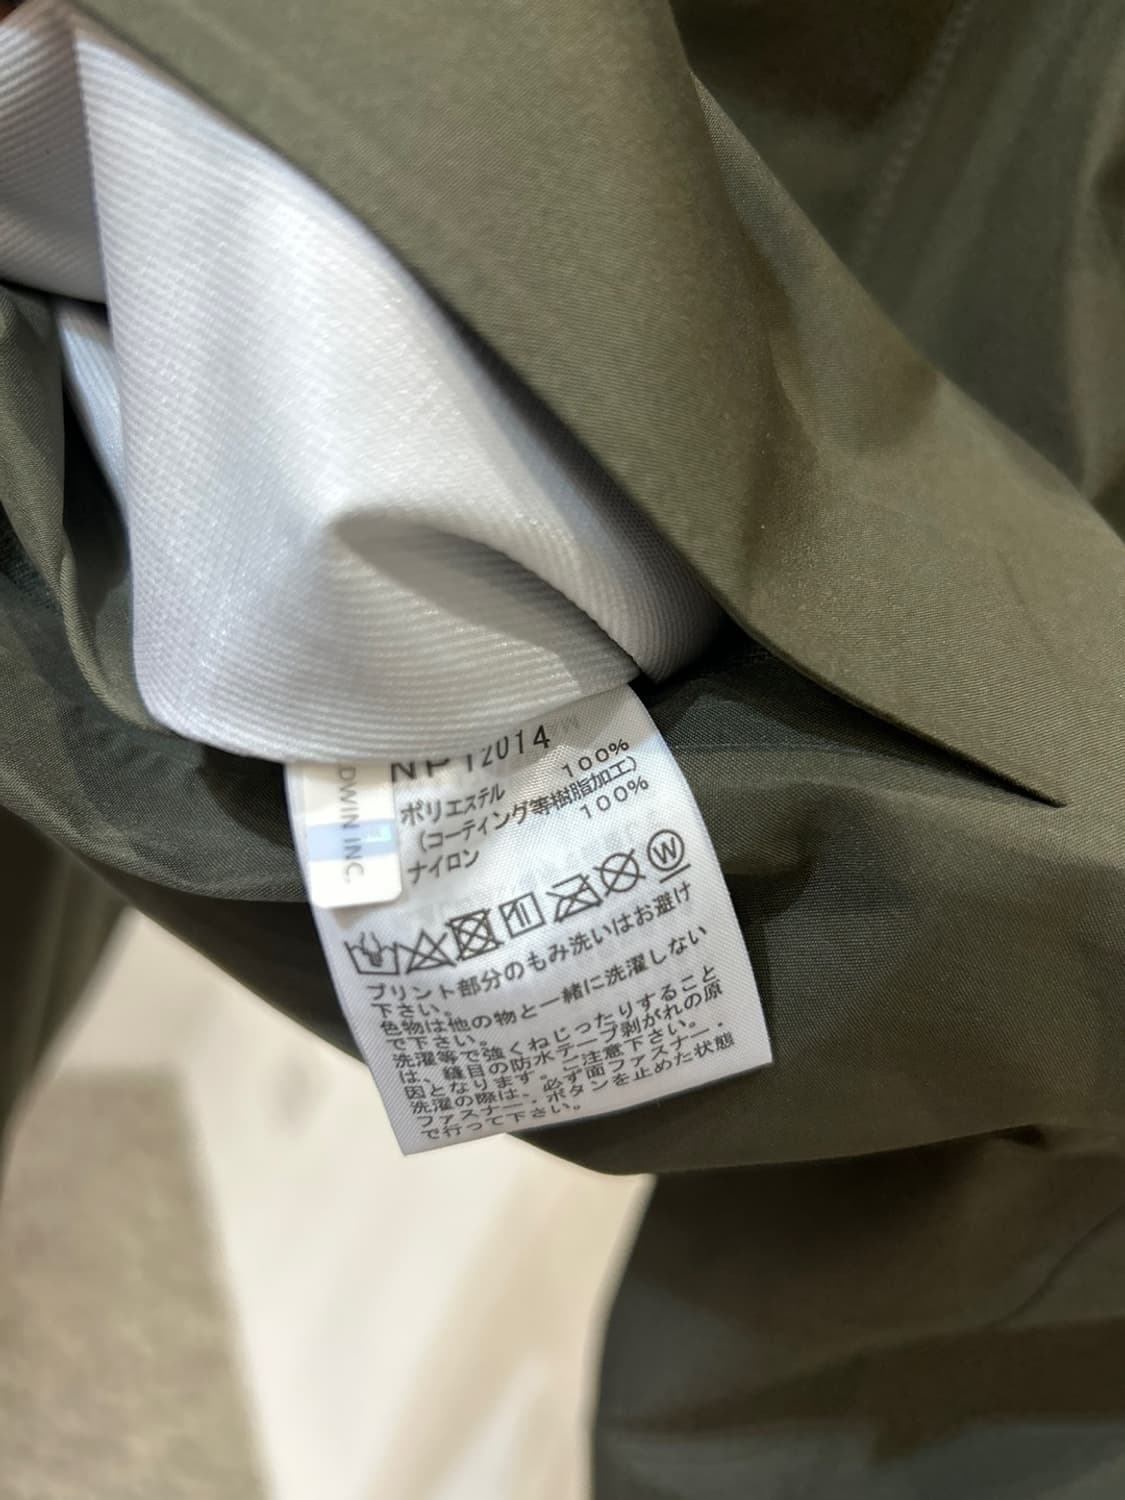 NP12014
ポリエステル 100%
(コーティング等樹脂加工)
ナイロン 100%
DWIN INC.
W
プリント部分のもみ洗いはお避け
下さい。
色物は他の物と一緒に洗濯しない
で下さい。
洗濯等で強くねじったりすること
は、縫目の防水テープ剥がれの原
因となります。ご注意下さい。
洗濯の際は、必ず面ファスナー・
ファスナー・ボタンを止めた状態
で行って下さい。